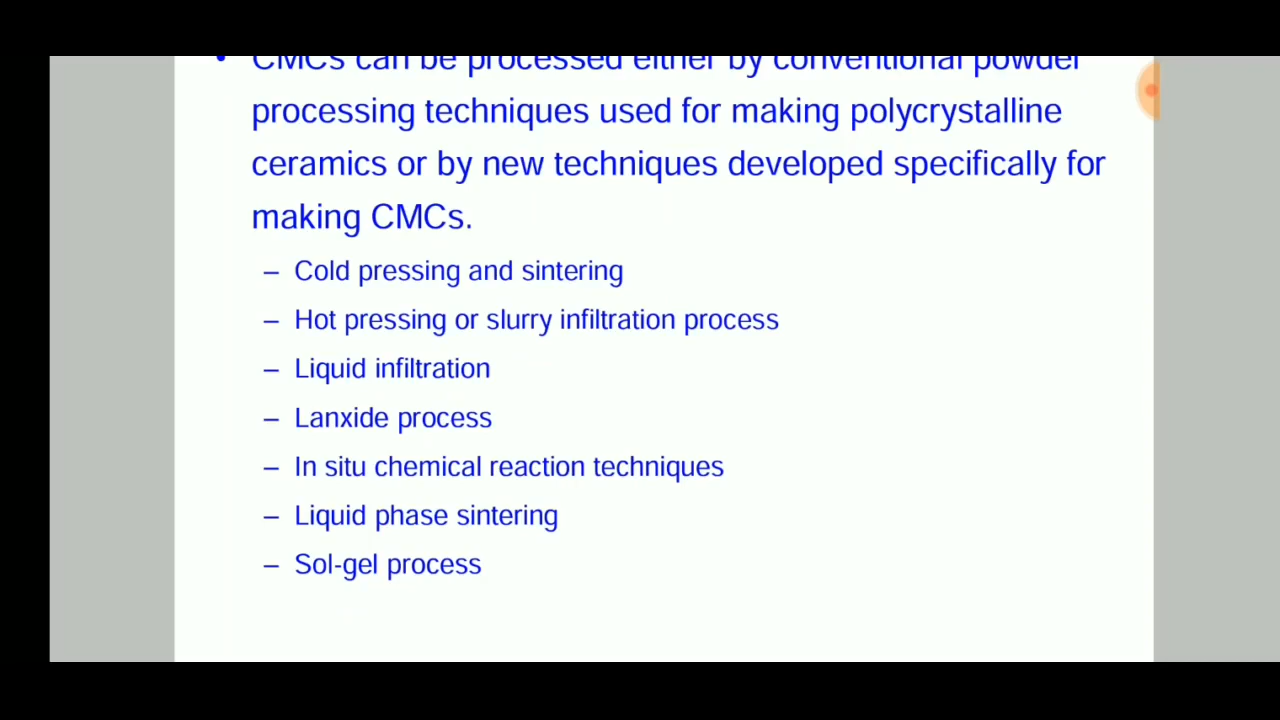 • CMCs can be processed either by conventional powder
processing techniques used for making polycrystalline
ceramics or by new techniques developed specifically for
making CMCs.
– Cold pressing and sintering
– Hot pressing or slurry infiltration process
– Liquid infiltration
– Lanxide process
– In situ chemical reaction techniques
– Liquid phase sintering
– Sol-gel process